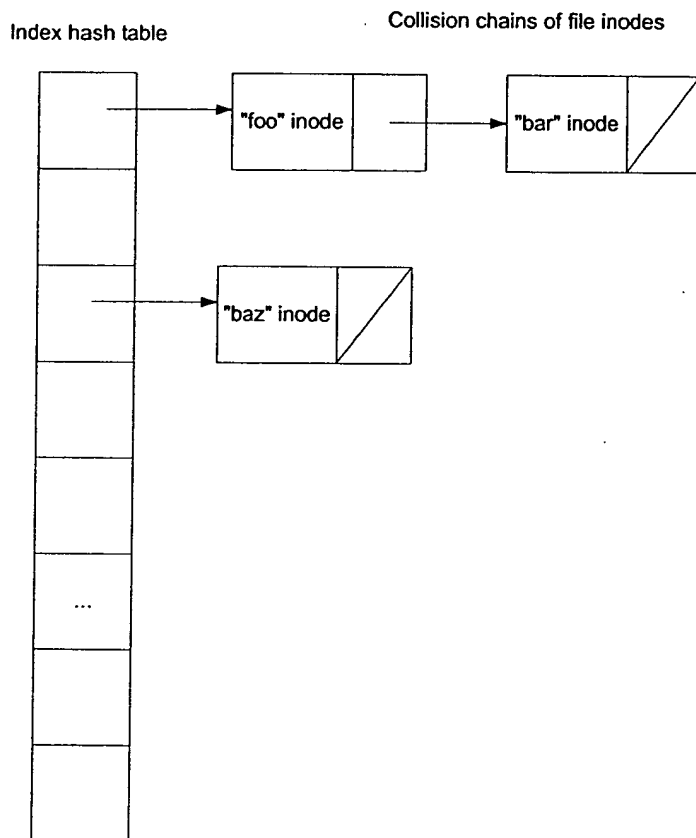 Index hash table
Collision chains of file inodes
"foo" inode
"bar" inode
"baz" inode
...